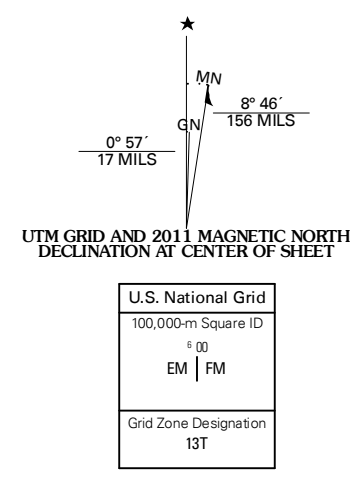 ★
MN
GN
8° 46´
156 MILS
0° 57´
17 MILS
UTM GRID AND 2011 MAGNETIC NORTH
DECLINATION AT CENTER OF SHEET
U.S. National Grid
100,000-m Square ID
6 00
EM FM
Grid Zone Designation
13T